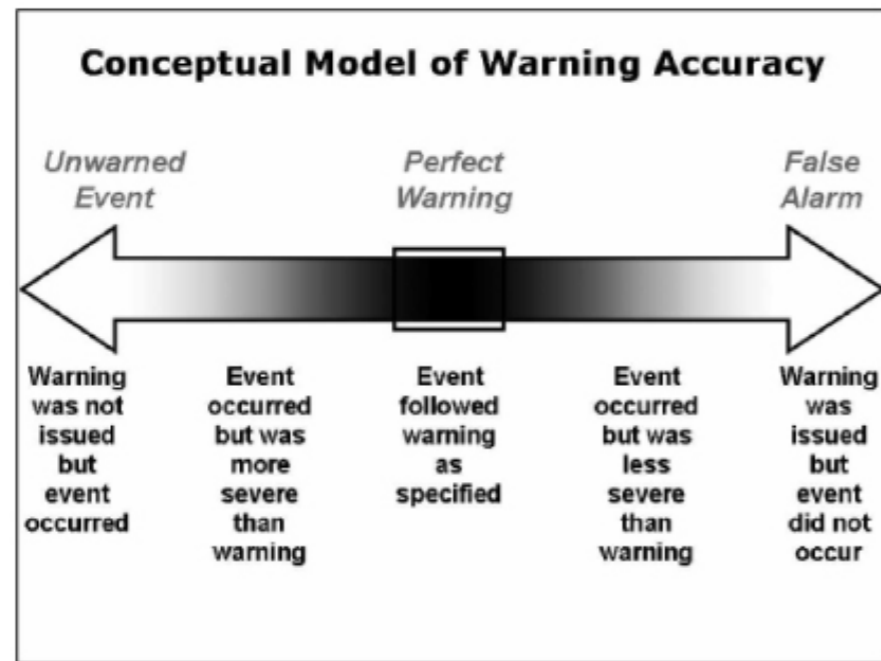 Conceptual Model of Warning Accuracy
Unwarned
Event
Perfect
Warning
False
Alarm
Warning
was not
issued
but
event
occurred
Event
occurred
but was
more
severe
than
warning
Event
followed
warning
as
specified
Event
occurred
but was
less
severe
than
warning
Warning
was
issued
but
event
did not
occur